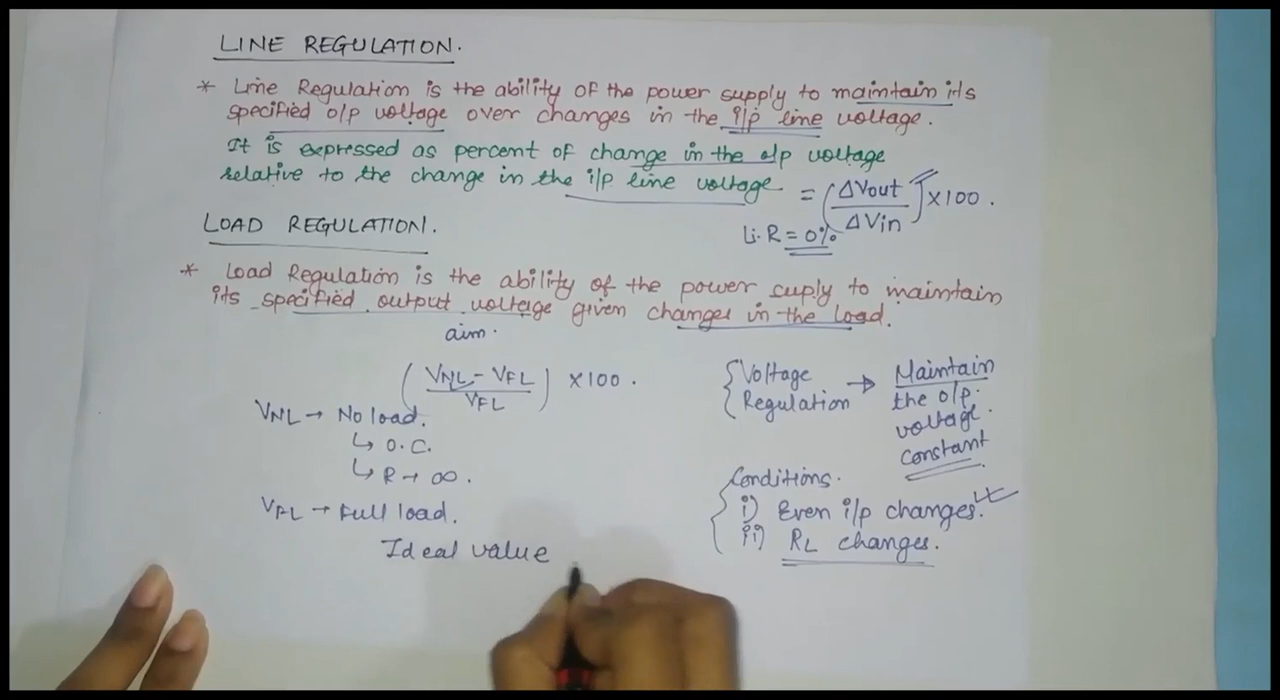 LINE REGULATION.
* Line Regulation is the ability of the power supply to maintain its
specified o/p voltage over changes in the i/p line voltage.
It is expressed as percent of change in the o/p voltage
relative to the change in the i/p line voltage. = (ΔVout / ΔVin) × 100.
Li. R = 0%
LOAD REGULATION.
* Load Regulation is the ability of the power suply to maintain
its specified output voltage given changes in the load.
aim.
(VNL - VFL / VFL) × 100.
VNL → No load.
↳ O.C.
↳ R → ∞.
VFL → Full load.
Ideal value
{Voltage Regulation → Maintain
the o/p.
voltage.
constant
Conditions.
i) Even i/p changes.
ii) RL changes.